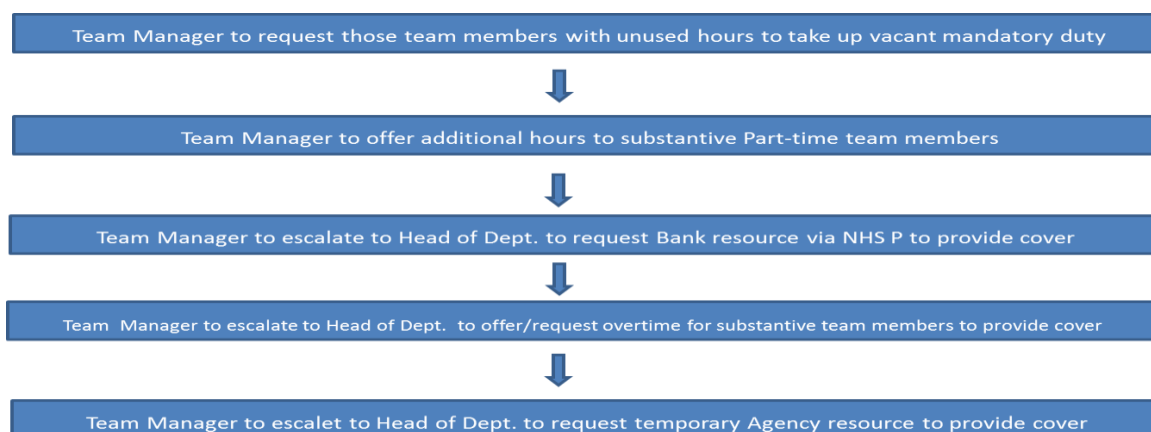 Team Manager to request those team members with unused hours to take up vacant mandatory duty
Team Manager to offer additional hours to substantive Part-time team members
Team Manager to escalate to Head of Dept. to request Bank resource via NHS P to provide cover
Team Manager to escalate to Head of Dept. to offer/request overtime for substantive team members to provide cover
Team Manager to escalet to Head of Dept. to request temporary Agency resource to provide cover